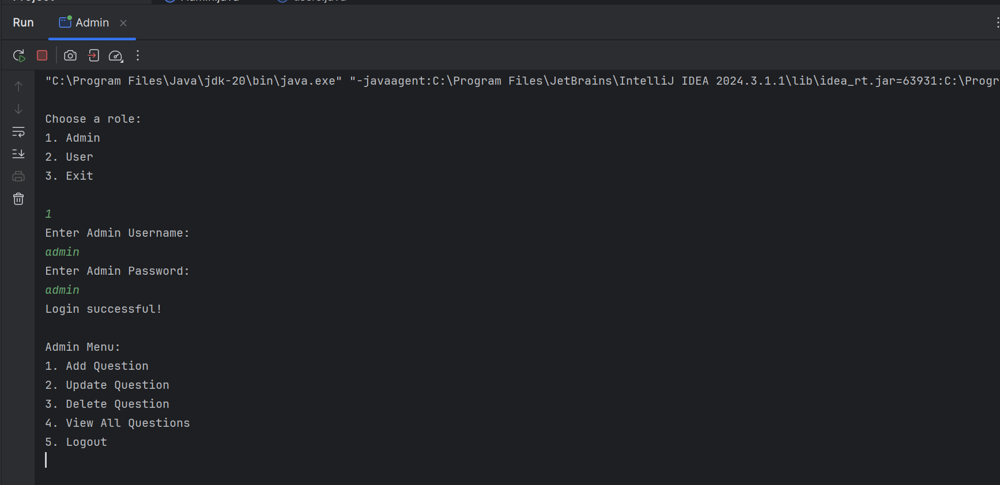 Run Admin
"C:\Program Files\Java\jdk-20\bin\java.exe" "-javaagent:C:\Program Files\JetBrains\IntelliJ IDEA 2024.3.1.1\lib\idea_rt.jar=63931:C:\Progr
Choose a role:
1. Admin
2. User
3. Exit
1
Enter Admin Username:
admin
Enter Admin Password:
admin
Login successful!
Admin Menu:
1. Add Question
2. Update Question
3. Delete Question
4. View All Questions
5. Logout